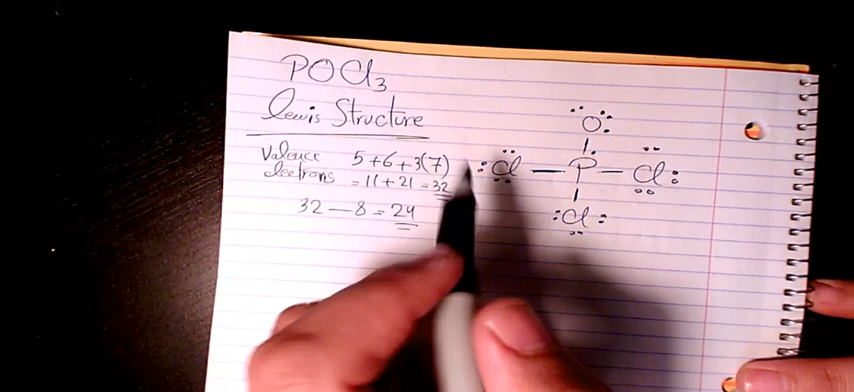 POCl3
Lewis Structure
Valence electrons 5+6+3(7)
= 11+21=32
32-8=24
O
Cl - P - Cl
Cl